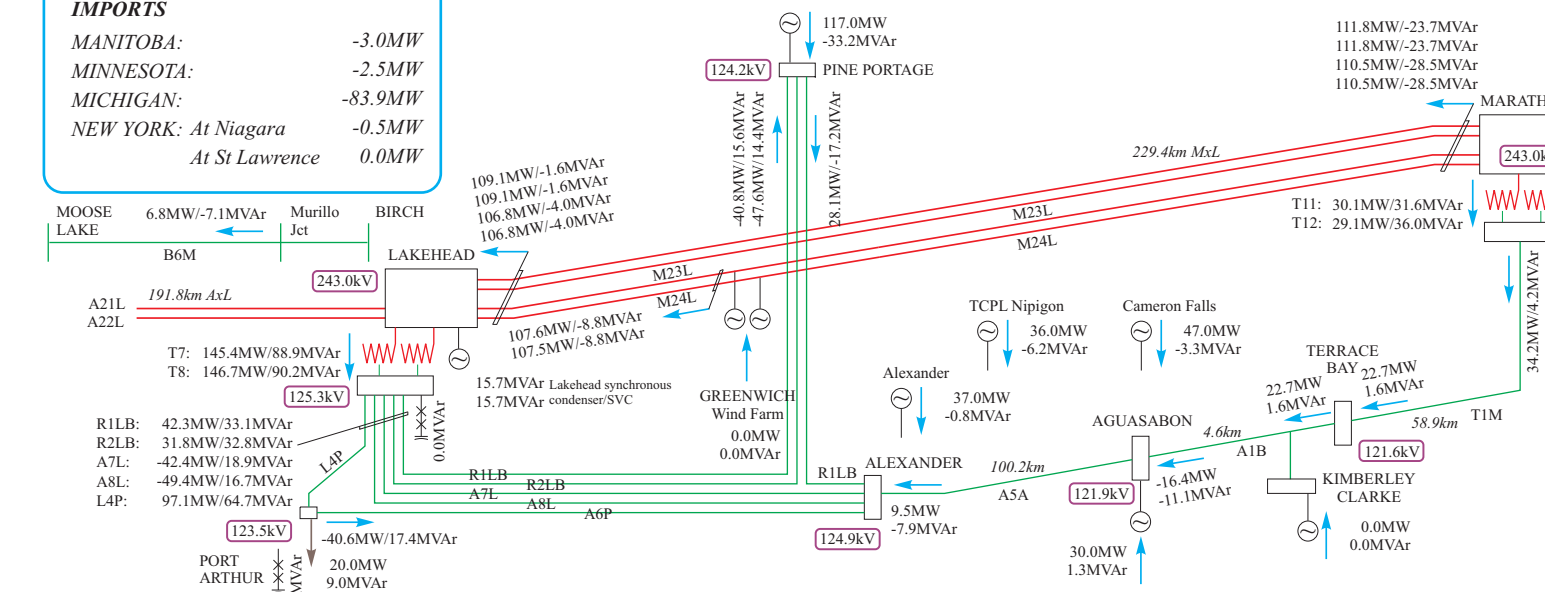 IMPORTS
MANITOBA: -3.0MW
MINNESOTA: -2.5MW
MICHIGAN: -83.9MW
NEW YORK: At Niagara -0.5MW
At St Lawrence 0.0MW
117.0MW
-33.2MVAr
124.2kV
PINE PORTAGE
-40.8MW/15.6MVAr
-47.6MW/14.4MVAr
28.1MW/-17.2MVAr
111.8MW/-23.7MVAr
111.8MW/-23.7MVAr
110.5MW/-28.5MVAr
110.5MW/-28.5MVAr
MARATH
243.0k
229.4km MxL
M23L
M24L
T11: 30.1MW/31.6MVAr
T12: 29.1MW/36.0MVAr
34.2MW/4.2MVAr
109.1MW/-1.6MVAr
109.1MW/-1.6MVAr
106.8MW/-4.0MVAr
106.8MW/-4.0MVAr
MOOSE
LAKE
6.8MW/-7.1MVAr
Murillo
Jct
BIRCH
B6M
LAKEHEAD
243.0kV
191.8km AxL
A21L
A22L
M23L
M24L
107.6MW/-8.8MVAr
107.5MW/-8.8MVAr
T7: 145.4MW/88.9MVAr
T8: 146.7MW/90.2MVAr
125.3kV
15.7MVAr
15.7MVAr
Lakehead synchronous
condenser/SVC
0.0MVAr
GREENWICH
Wind Farm
0.0MW
0.0MVAr
R1LB: 42.3MW/33.1MVAr
R2LB: 31.8MW/32.8MVAr
A7L: -42.4MW/18.9MVAr
A8L: -49.4MW/16.7MVAr
L4P: 97.1MW/64.7MVAr
L4P
R1LB
R2LB
A7L
A8L
A6P
123.5kV
-40.6MW/17.4MVAr
PORT
ARTHUR
MVAr
20.0MW
9.0MVAr
TCPL Nipigon
36.0MW
-6.2MVAr
Cameron Falls
47.0MW
-3.3MVAr
Alexander
37.0MW
-0.8MVAr
R1LB
ALEXANDER
9.5MW
-7.9MVAr
124.9kV
100.2km
A5A
AGUASABON
121.9kV
-16.4MW
-11.1MVAr
30.0MW
1.3MVAr
4.6km
A1B
TERRACE
BAY
22.7MW
1.6MVAr
22.7MW
1.6MVAr
58.9km
T1M
121.6kV
KIMBERLEY
CLARKE
0.0MW
0.0MVAr